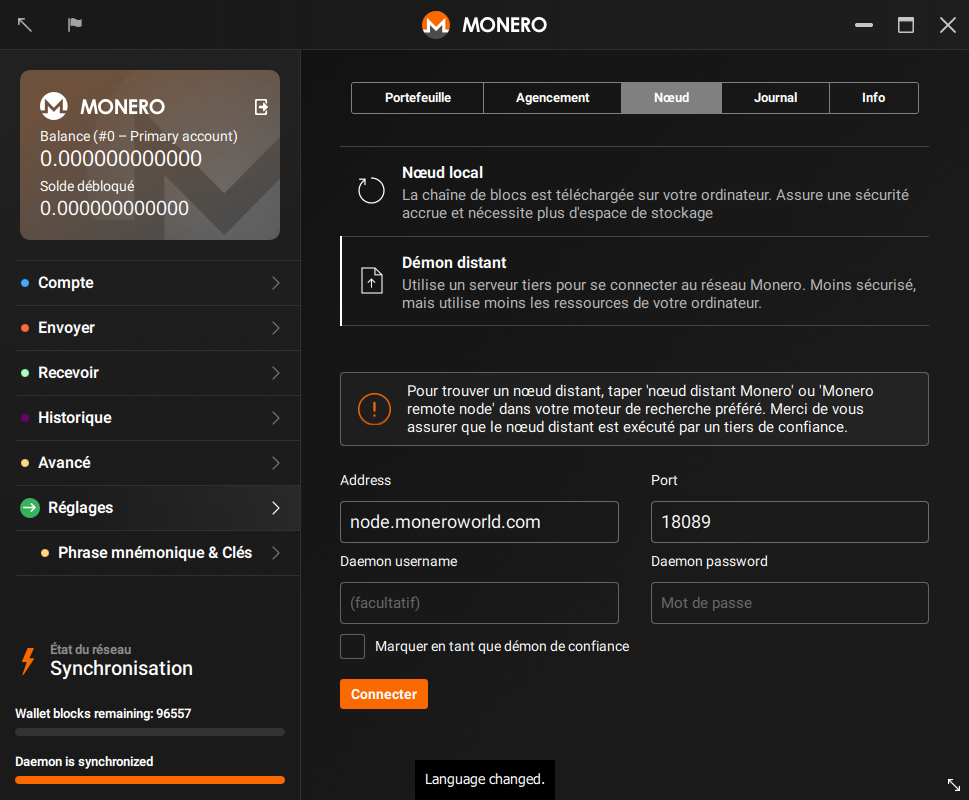 MONERO
MONERO
Balance (#0 – Primary account)
0.000000000000
Solde débloqué
0.000000000000
Compte
Envoyer
Recevoir
Historique
Avancé
Réglages
Phrase mnémonique & Clés
État du réseau
Synchronisation
Wallet blocks remaining: 96557
Daemon is synchronized
Portefeuille
Agencement
Nœud
Journal
Info
Nœud local
La chaîne de blocs est téléchargée sur votre ordinateur. Assure une sécurité
accrue et nécessite plus d'espace de stockage
Démon distant
Utilise un serveur tiers pour se connecter au réseau Monero. Moins sécurisé,
mais utilise moins les ressources de votre ordinateur.
Pour trouver un nœud distant, taper 'nœud distant Monero' ou 'Monero
remote node' dans votre moteur de recherche préféré. Merci de vous
assurer que le nœud distant est exécuté par un tiers de confiance.
Address
Port
node.moneroworld.com
18089
Daemon username
Daemon password
(facultatif)
Mot de passe
Marquer en tant que démon de confiance
Connecter
Language changed.